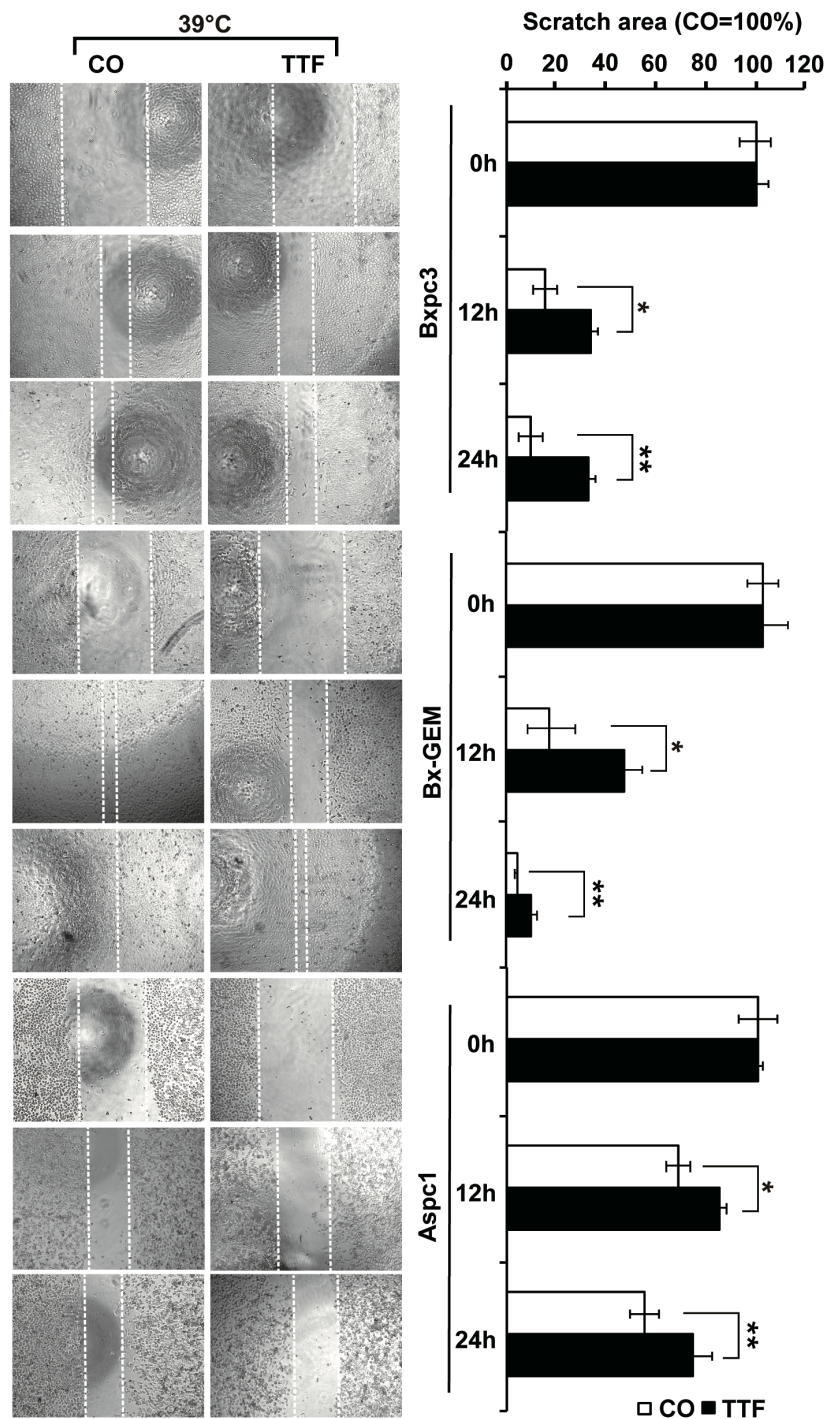 39°C
CO TTF
Scratch area (CO=100%)
0 20 40 60 80 100 120
Bxpc3
0h
12h
*
24h
**
Bx-GEM
0h
12h
*
24h
**
Aspc1
0h
12h
*
24h
**
CO TTF